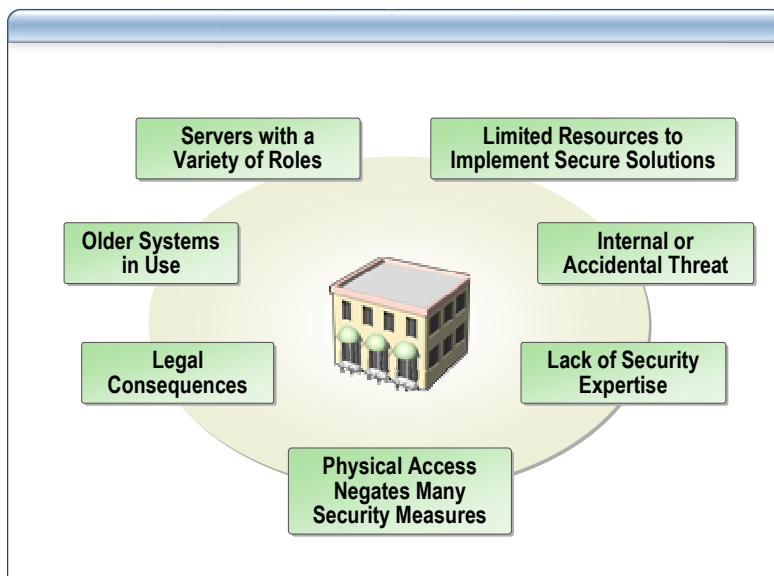 Servers with a
Variety of Roles
Limited Resources to
Implement Secure Solutions
Older Systems
in Use
Internal or
Accidental Threat
Legal
Consequences
Lack of Security
Expertise
Physical Access
Negates Many
Security Measures